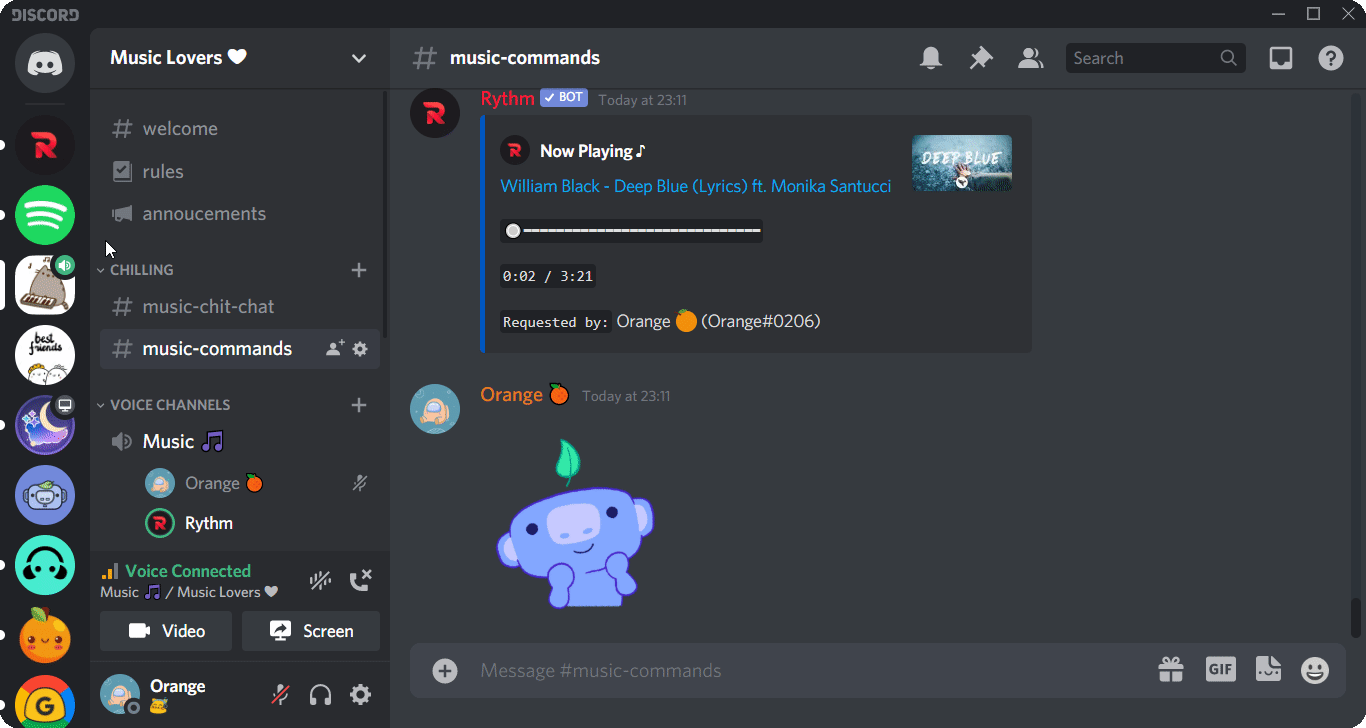 DISCORD
best
friends
G
Music Lovers
welcome
rules
annoucements
CHILLING
music-chit-chat
music-commands
VOICE CHANNELS
Music
Orange
Rythm
Voice Connected
Music / Music Lovers
Video
Screen
Orange
# music-commands
Search
Rythm BOT Today at 23:11
Now Playing ♪
William Black - Deep Blue (Lyrics) ft. Monika Santucci
DEEP BLUE
0:02 / 3:21
Requested by: Orange 🍊 (Orange#0206)
Orange Today at 23:11
Message #music-commands
GIF